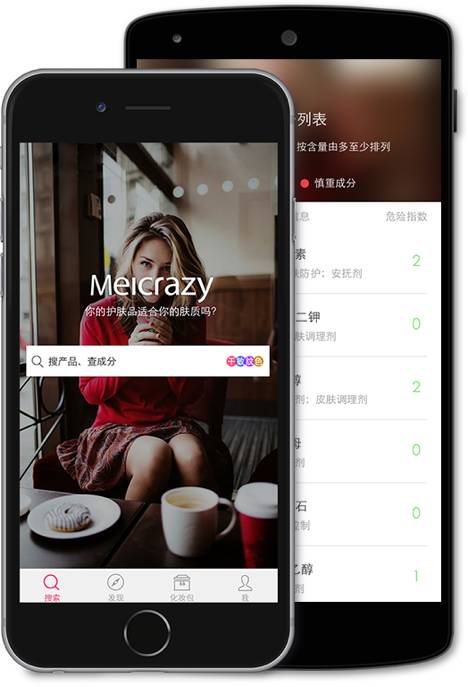 Meicrazy
你的护肤品适合你的肤质吗?
搜产品、查成分
干敏纹色
搜索
发现
化妆包
我
列表
按含量由多至少排列
慎重成分
危险指数
素
2
肤防护：安抚剂
二钾
0
肤调理剂
醇
2
剂：皮肤调理剂
0
剂
石
0
乙醇
1
剂